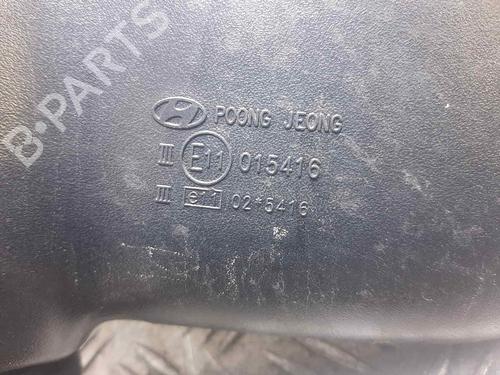 B-PARTS
POONG JEONG
III E11 015416
III e11 02*5416